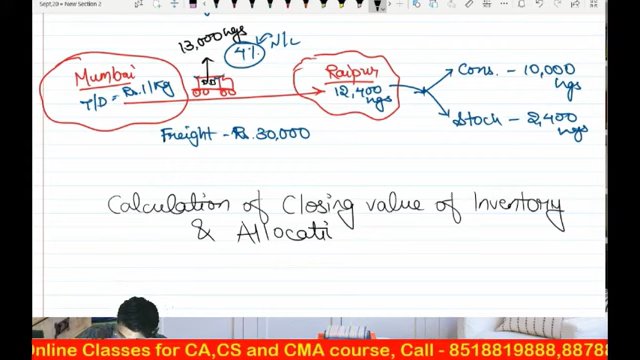 Sept,20 » New Section 2
13,000 kgs
4% N/L
Mumbai
T/D = Rs.11/Kg
Raipur
12,400
kgs
Cons. - 10,000
kgs
Stock - 2,400
kgs
Freight - Rs.30,000
Calculation of Closing value of Inventory
& Allocati
Online Classes for CA,CS and CMA course, Call - 8518819888, 88788